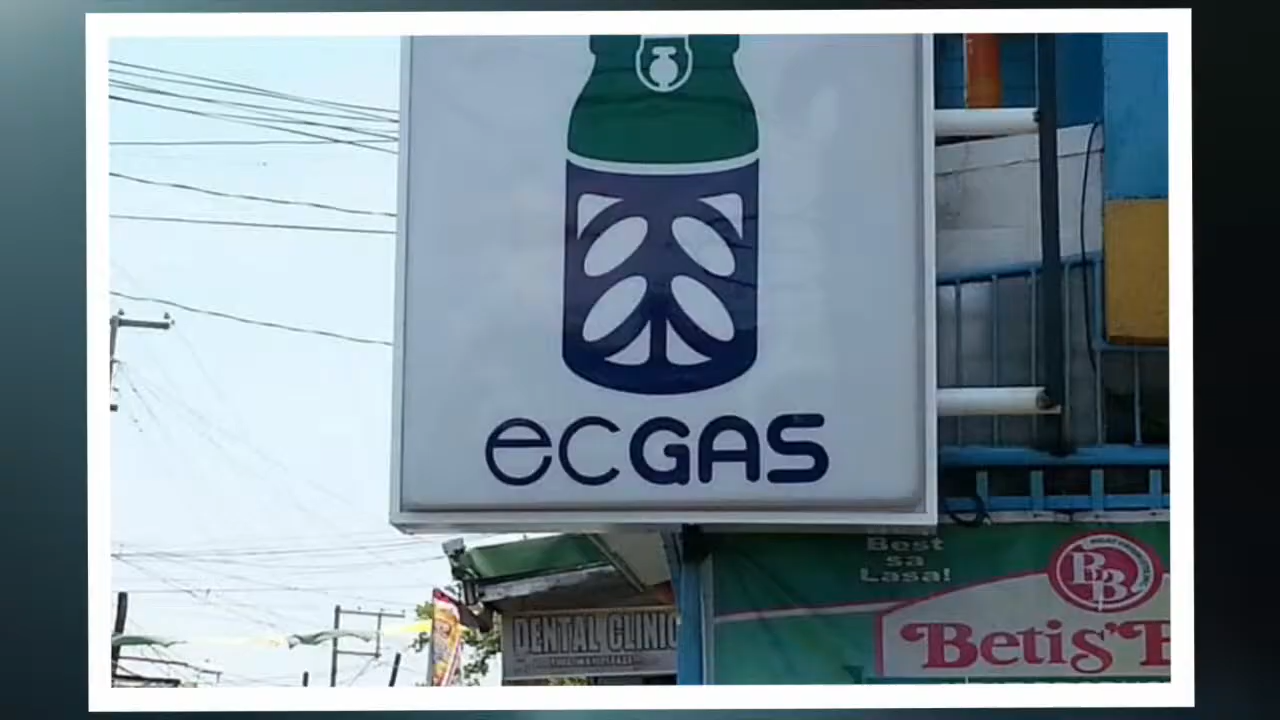 ecGAS
Best
sa
Lasa!
BB
Betis'
DENTAL CLINIC